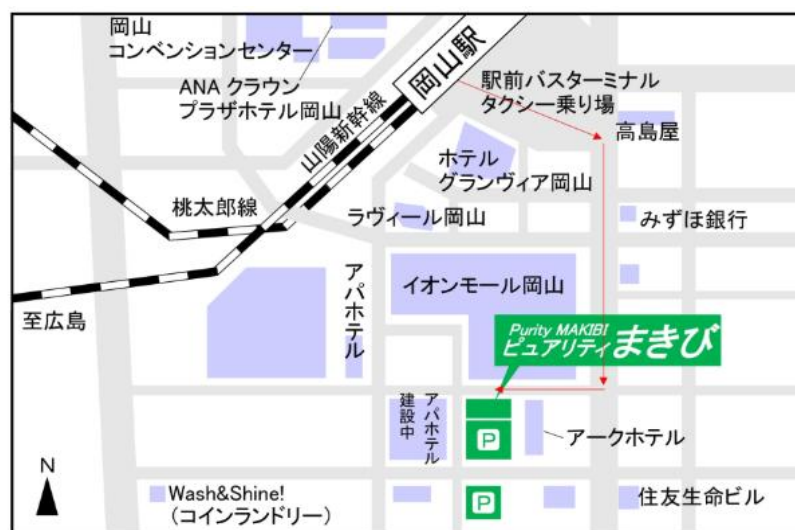 岡山
コンベンションセンター
岡山駅
ANA クラウン
プラザホテル岡山
山陽新幹線
駅前バスターミナル
タクシー乗り場
高島屋
ホテル
グランヴィア岡山
桃太郎線
ラヴィール岡山
みずほ銀行
アパホテル
イオンモール岡山
至広島
Purity MAKIBI
ピュアリティまきび
アパホテル
建設中
P
アークホテル
N
Wash&Shine!
（コインランドリー）
P
住友生命ビル